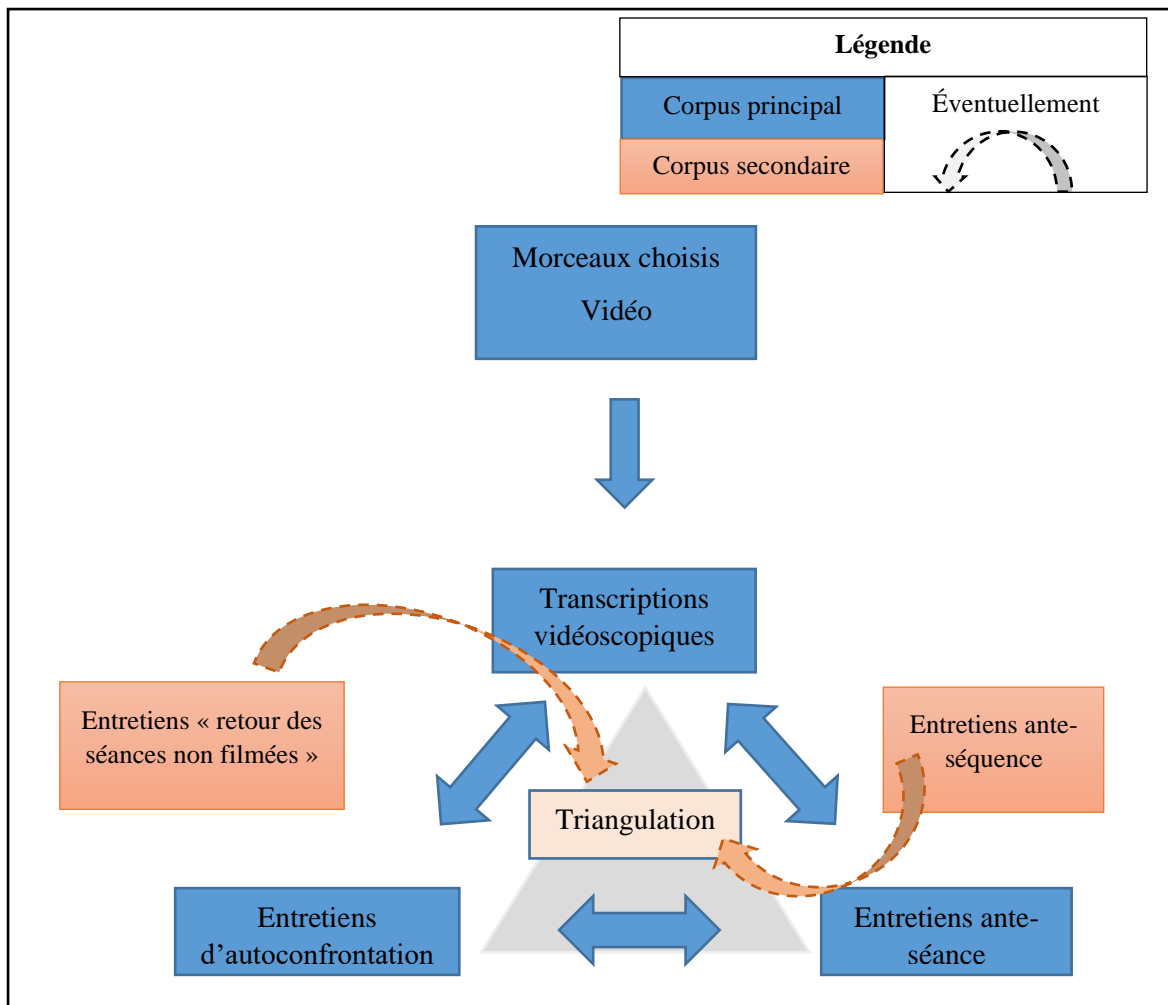 Légende
Corpus principal
Éventuellement
Corpus secondaire
Morceaux choisis
Vidéo
Transcriptions
vidéoscopiques
Entretiens « retour des
séances non filmées »
Entretiens ante-
séquence
Triangulation
Entretiens
d’autoconfrontation
Entretiens ante-
séance